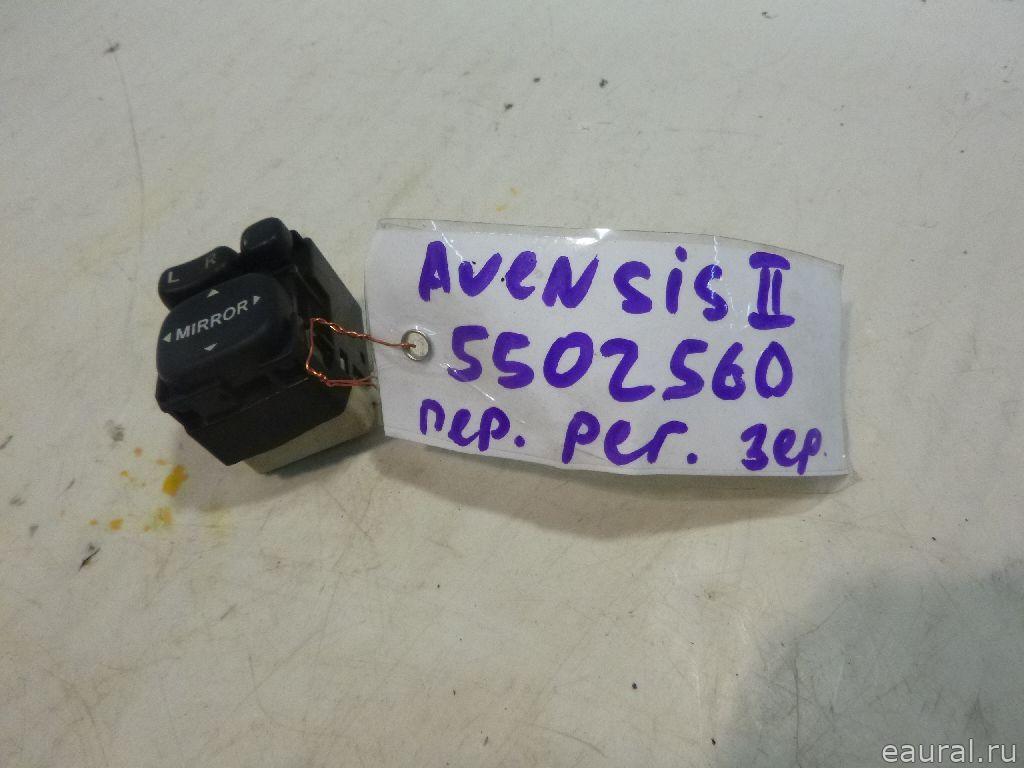 L R
MIRROR
AVENSIS II
5502560
пер. рег. зер.
eaural.ru